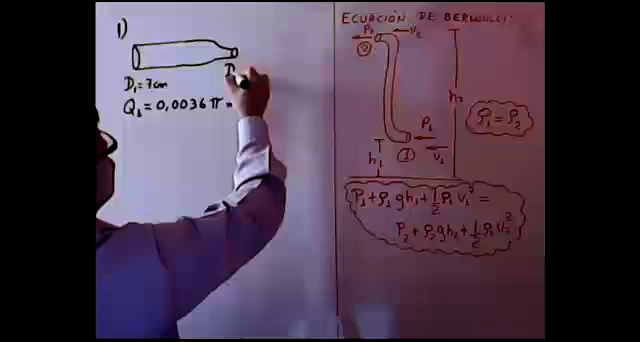 1)
D₁ = 7cm
Q₁ = 0,0036 π
D
ECUACIÓN DE BERNOULLI:
P₂ V₂
②
h₂
ρ₁ = ρ₂
P₁
h₁ ① V₁
P₁ + ρ₁gh₁ + ½ρ₁V₁² =
P₂ + ρ₂gh₂ + ½ρ₂V₂²